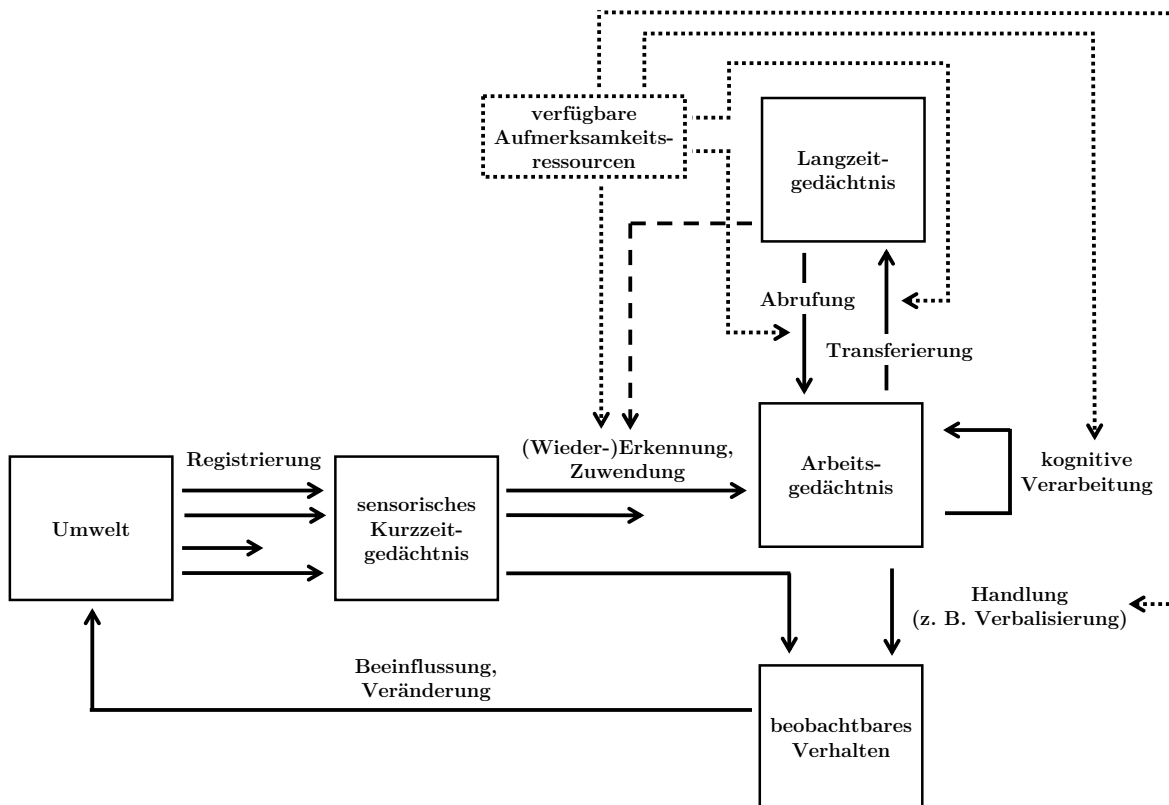 verfügbare
Aufmerksamkeits-
ressourcen
Langzeit-
gedächtnis
Abrufung
Transferierung
(Wieder-)Erkennung,
Zuwendung
Registrierung
Umwelt
sensorisches
Kurzzeit-
gedächtnis
Arbeits-
gedächtnis
kognitive
Verarbeitung
Handlung
(z. B. Verbalisierung)
Beeinflussung,
Veränderung
beobachtbares
Verhalten